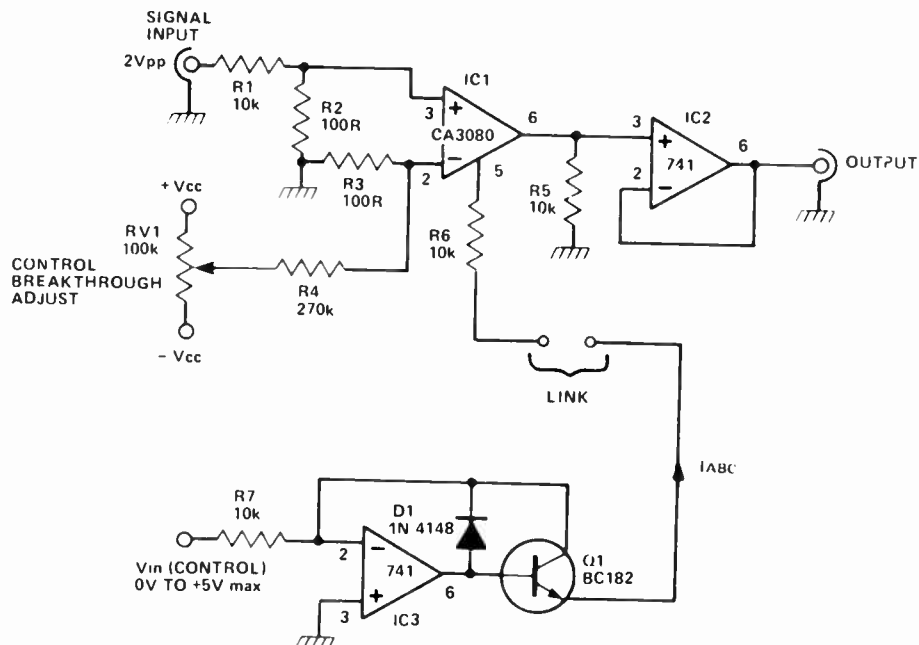 SIGNAL
INPUT
2Vpp
R1
10k
R2
100R
R3
100R
3
+
IC1
CA3080
−
2
6
5
R5
10k
3
+
IC2
741
2
−
6
OUTPUT
+ Vcc
RV1
100k
CONTROL
BREAKTHROUGH
ADJUST
− Vcc
R4
270k
R6
10k
LINK
IABC
R7
10k
Vin (CONTROL)
0V TO +5V max
D1
1N 4148
2
−
741
6
+
3
IC3
Q1
BC182